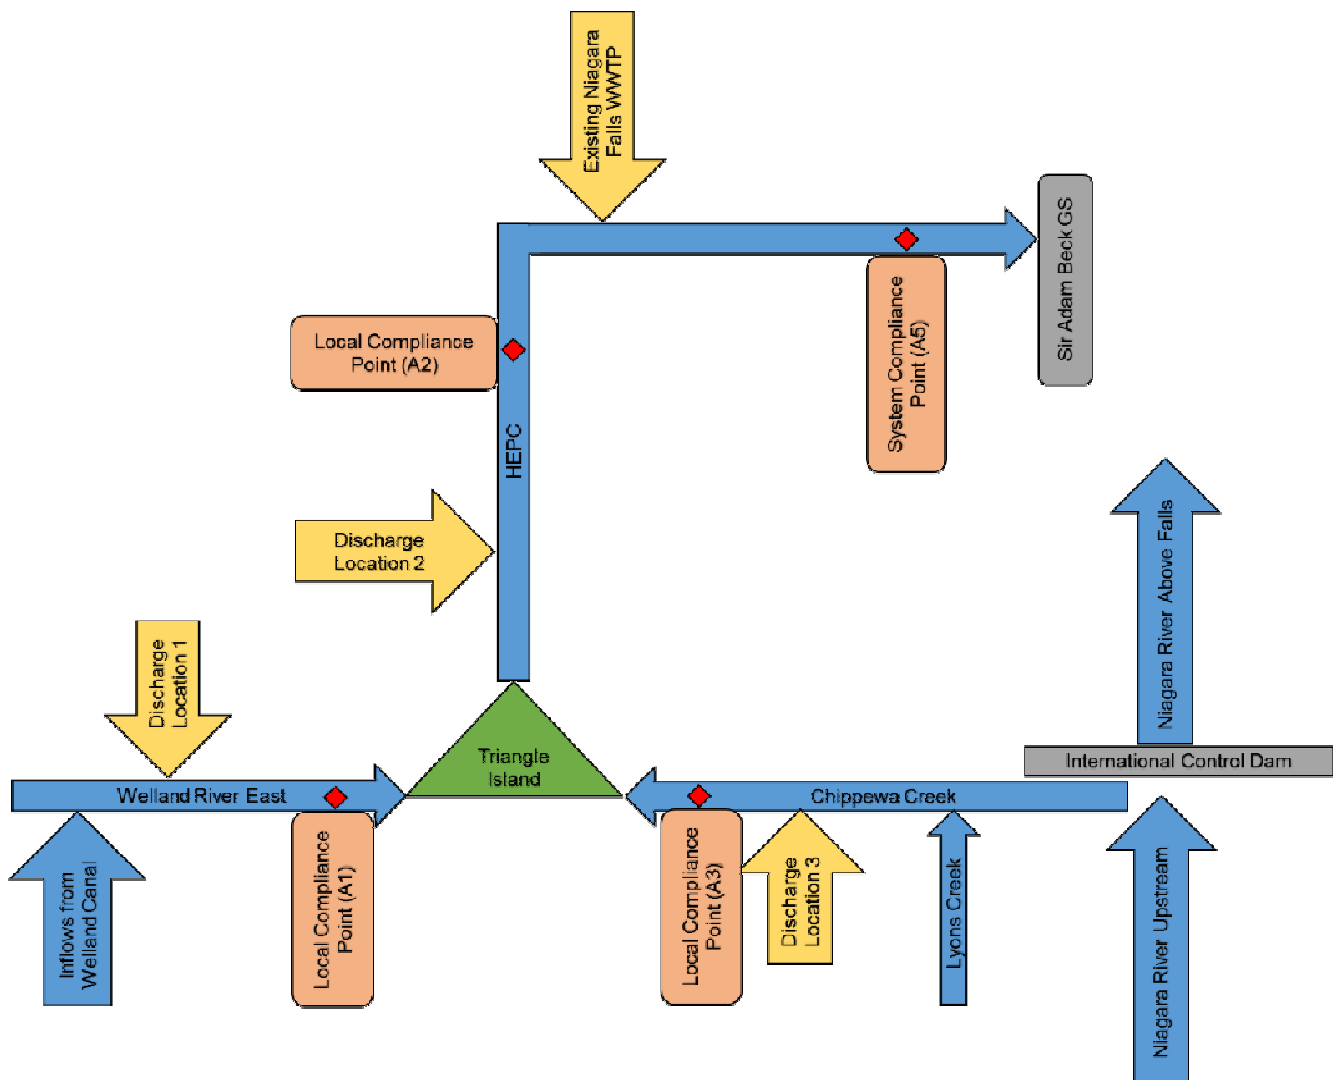 Existing Niagara
Falls WWTP
Sir Adam Beck GS
Local Compliance
Point (A2)
System Compliance
Point (A5)
HEPC
Discharge
Location 2
Niagara River Above Falls
Discharge
Location 1
Triangle
Island
International Control Dam
Welland River East
Chippewa Creek
Inflows from
Welland Canal
Local Compliance
Point (A1)
Local Compliance
Point (A3)
Discharge
Location 3
Lyons Creek
Niagara River Upstream